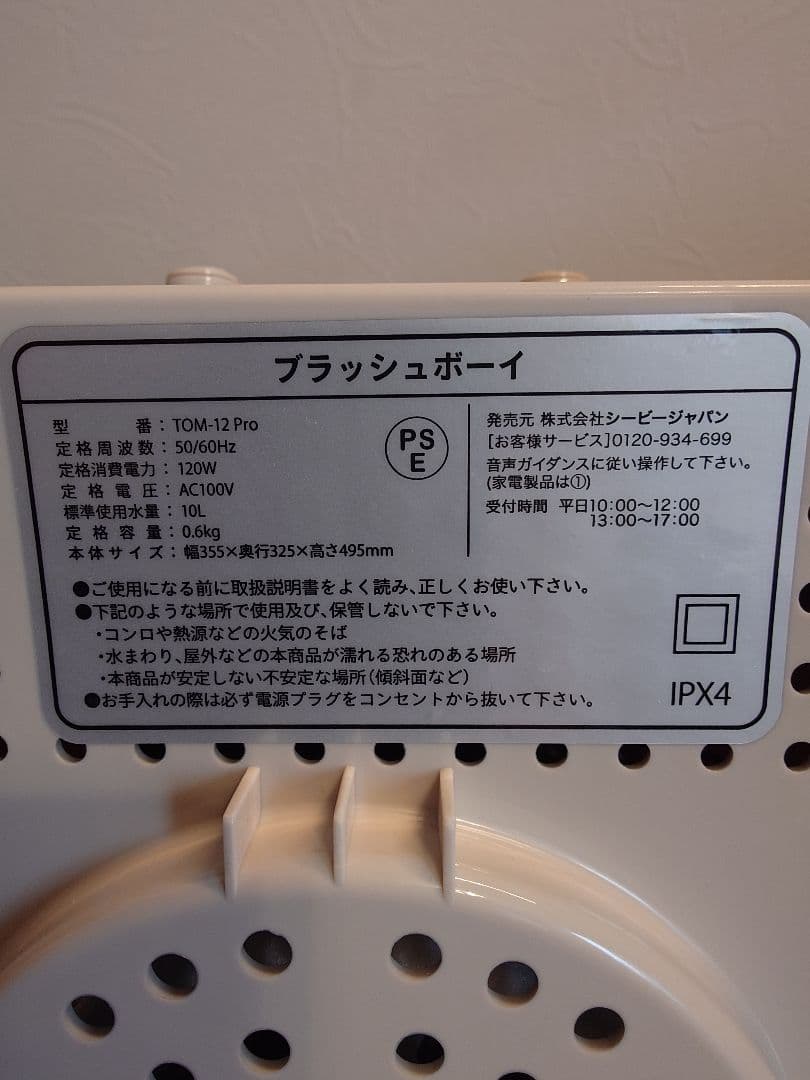 ブラッシュボーイ
型 番：TOM-12 Pro
定格周波数：50/60Hz
定格消費電力：120W
定格電圧：AC100V
標準使用水量：10L
定格容量：0.6kg
本体サイズ：幅355×奥行325×高さ495mm
PS
E
発売元 株式会社シービージャパン
[お客様サービス]0120-934-699
音声ガイダンスに従い操作して下さい。
(家電製品は①)
受付時間 平日10:00～12:00
13:00～17:00
●ご使用になる前に取扱説明書をよく読み、正しくお使い下さい。
●下記のような場所で使用及び、保管しないで下さい。
・コンロや熱源などの火気のそば
・水まわり、屋外などの本商品が濡れる恐れのある場所
・本商品が安定しない不安定な場所（傾斜面など）
●お手入れの際は必ず電源プラグをコンセントから抜いて下さい。
IPX4